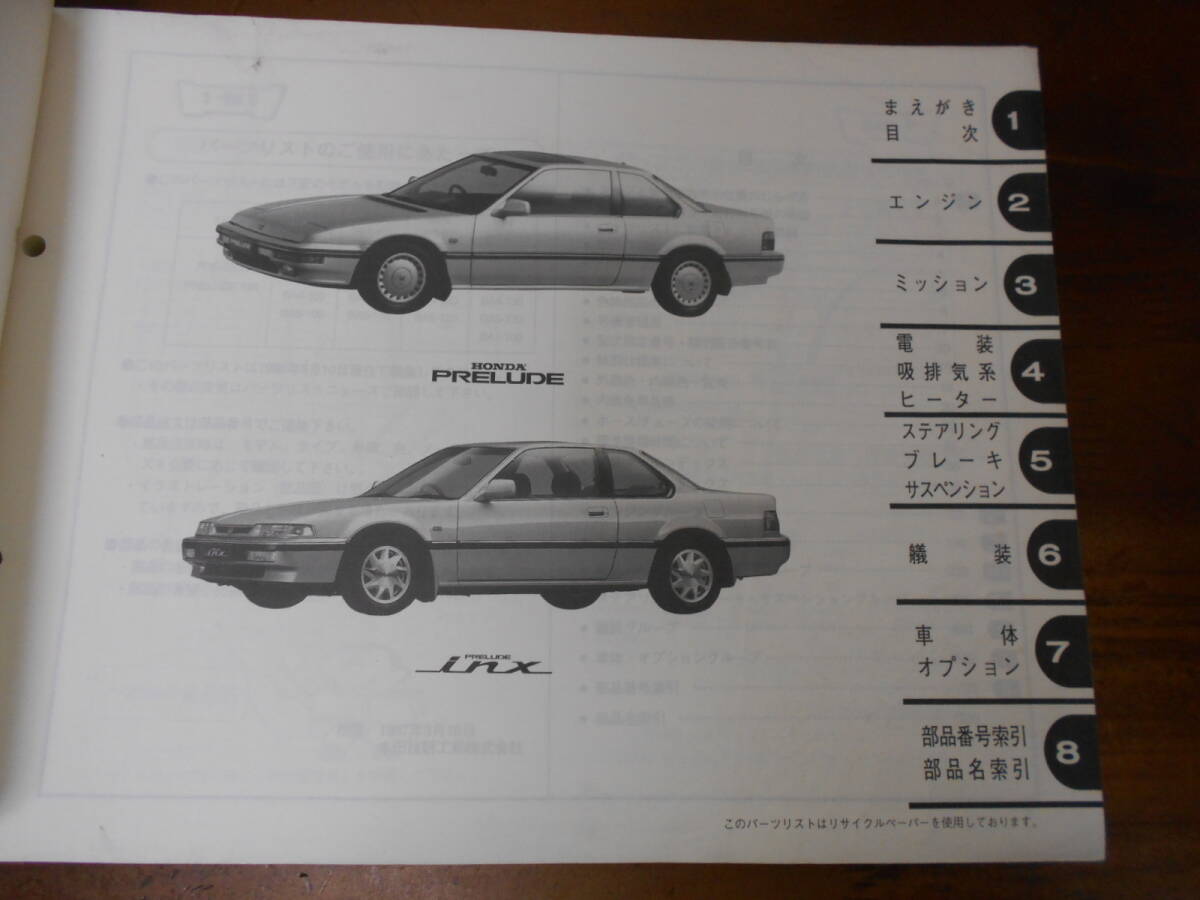 まえがき
目次
1
エンジン
2
ミッション
3
電装
吸排気系
ヒーター
4
ステアリング
ブレーキ
サスペンション
5
艤装
6
車体
オプション
7
部品番号索引
部品名索引
8
PRELUDE
HONDA
PRELUDE
inx
PRELUDE
inx
このパーツリストはリサイクルペーパーを使用しております。